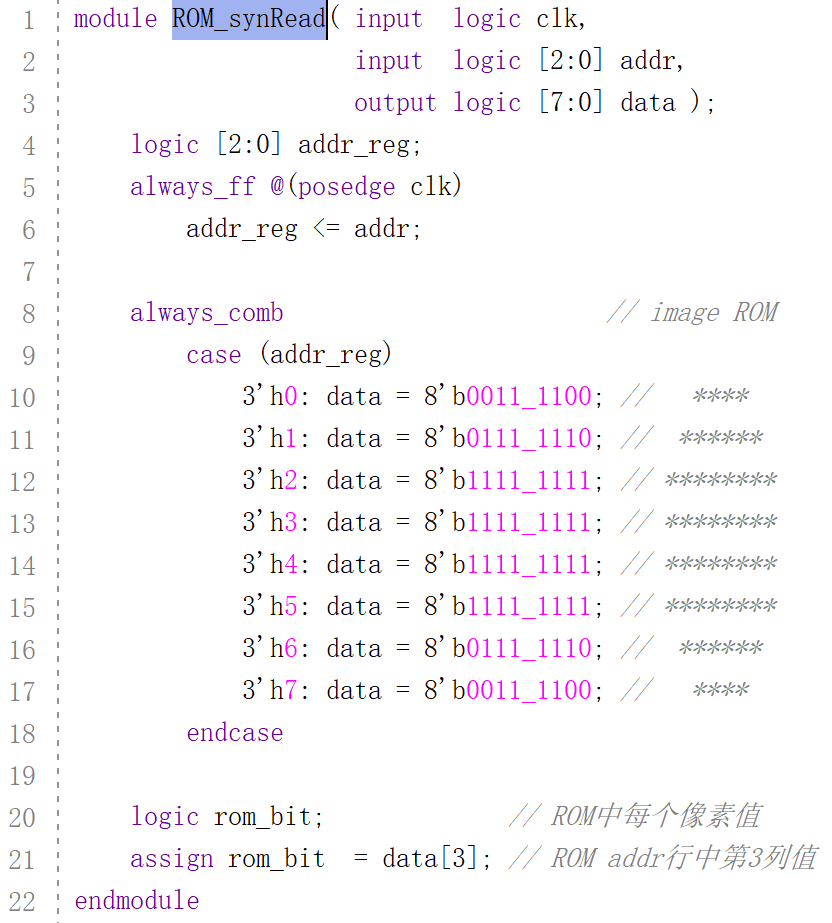 1 module ROM_synRead( input  logic clk,
2                     input  logic [2:0] addr,
3                     output logic [7:0] data );
4     logic [2:0] addr_reg;
5     always_ff @(posedge clk)
6         addr_reg <= addr;
7
8     always_comb                       // image ROM
9         case (addr_reg)
10             3'h0: data = 8'b0011_1100; //   ****
11             3'h1: data = 8'b0111_1110; //  ******
12             3'h2: data = 8'b1111_1111; // ********
13             3'h3: data = 8'b1111_1111; // ********
14             3'h4: data = 8'b1111_1111; // ********
15             3'h5: data = 8'b1111_1111; // ********
16             3'h6: data = 8'b0111_1110; //  ******
17             3'h7: data = 8'b0011_1100; //   ****
18         endcase
19
20     logic rom_bit;             // ROM中每个像素值
21     assign rom_bit  = data[3]; // ROM addr行中第3列值
22 endmodule